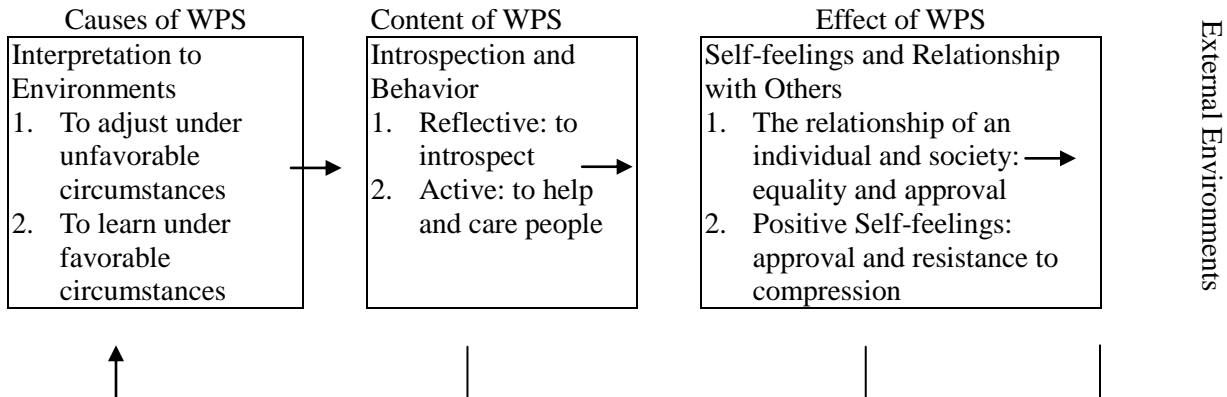 Causes of WPS
Interpretation to
Environments
1. To adjust under
unfavorable
circumstances
2. To learn under
favorable
circumstances
Content of WPS
Introspection and
Behavior
1. Reflective: to
introspect
2. Active: to help
and care people
Effect of WPS
Self-feelings and Relationship
with Others
1. The relationship of an
individual and society:
equality and approval
2. Positive Self-feelings:
approval and resistance to
compression
External Environments